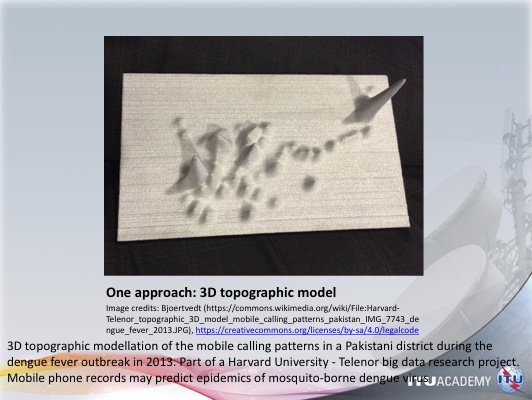 One approach: 3D topographic model
Image credits: Bjoertvedt (https://commons.wikimedia.org/wiki/File:Harvard-
Telenor_topographic_3D_model_mobile_calling_patterns_pakistan_IMG_7743_de
ngue_fever_2013.JPG), https://creativecommons.org/licenses/by-sa/4.0/legalcode
3D topographic modellation of the mobile calling patterns in a Pakistani district during the
dengue fever outbreak in 2013. Part of a Harvard University - Telenor big data research project.
Mobile phone records may predict epidemics of mosquito-borne dengue virus
ITU ACADEMY ITU